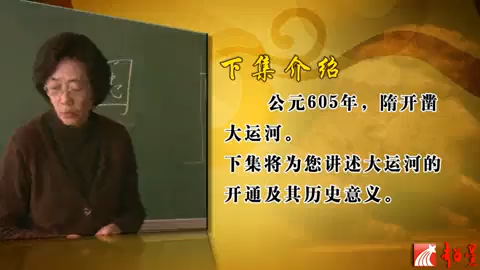 下集介绍
公元605年，隋开凿
大运河。
下集将为您讲述大运河的
开通及其历史意义。